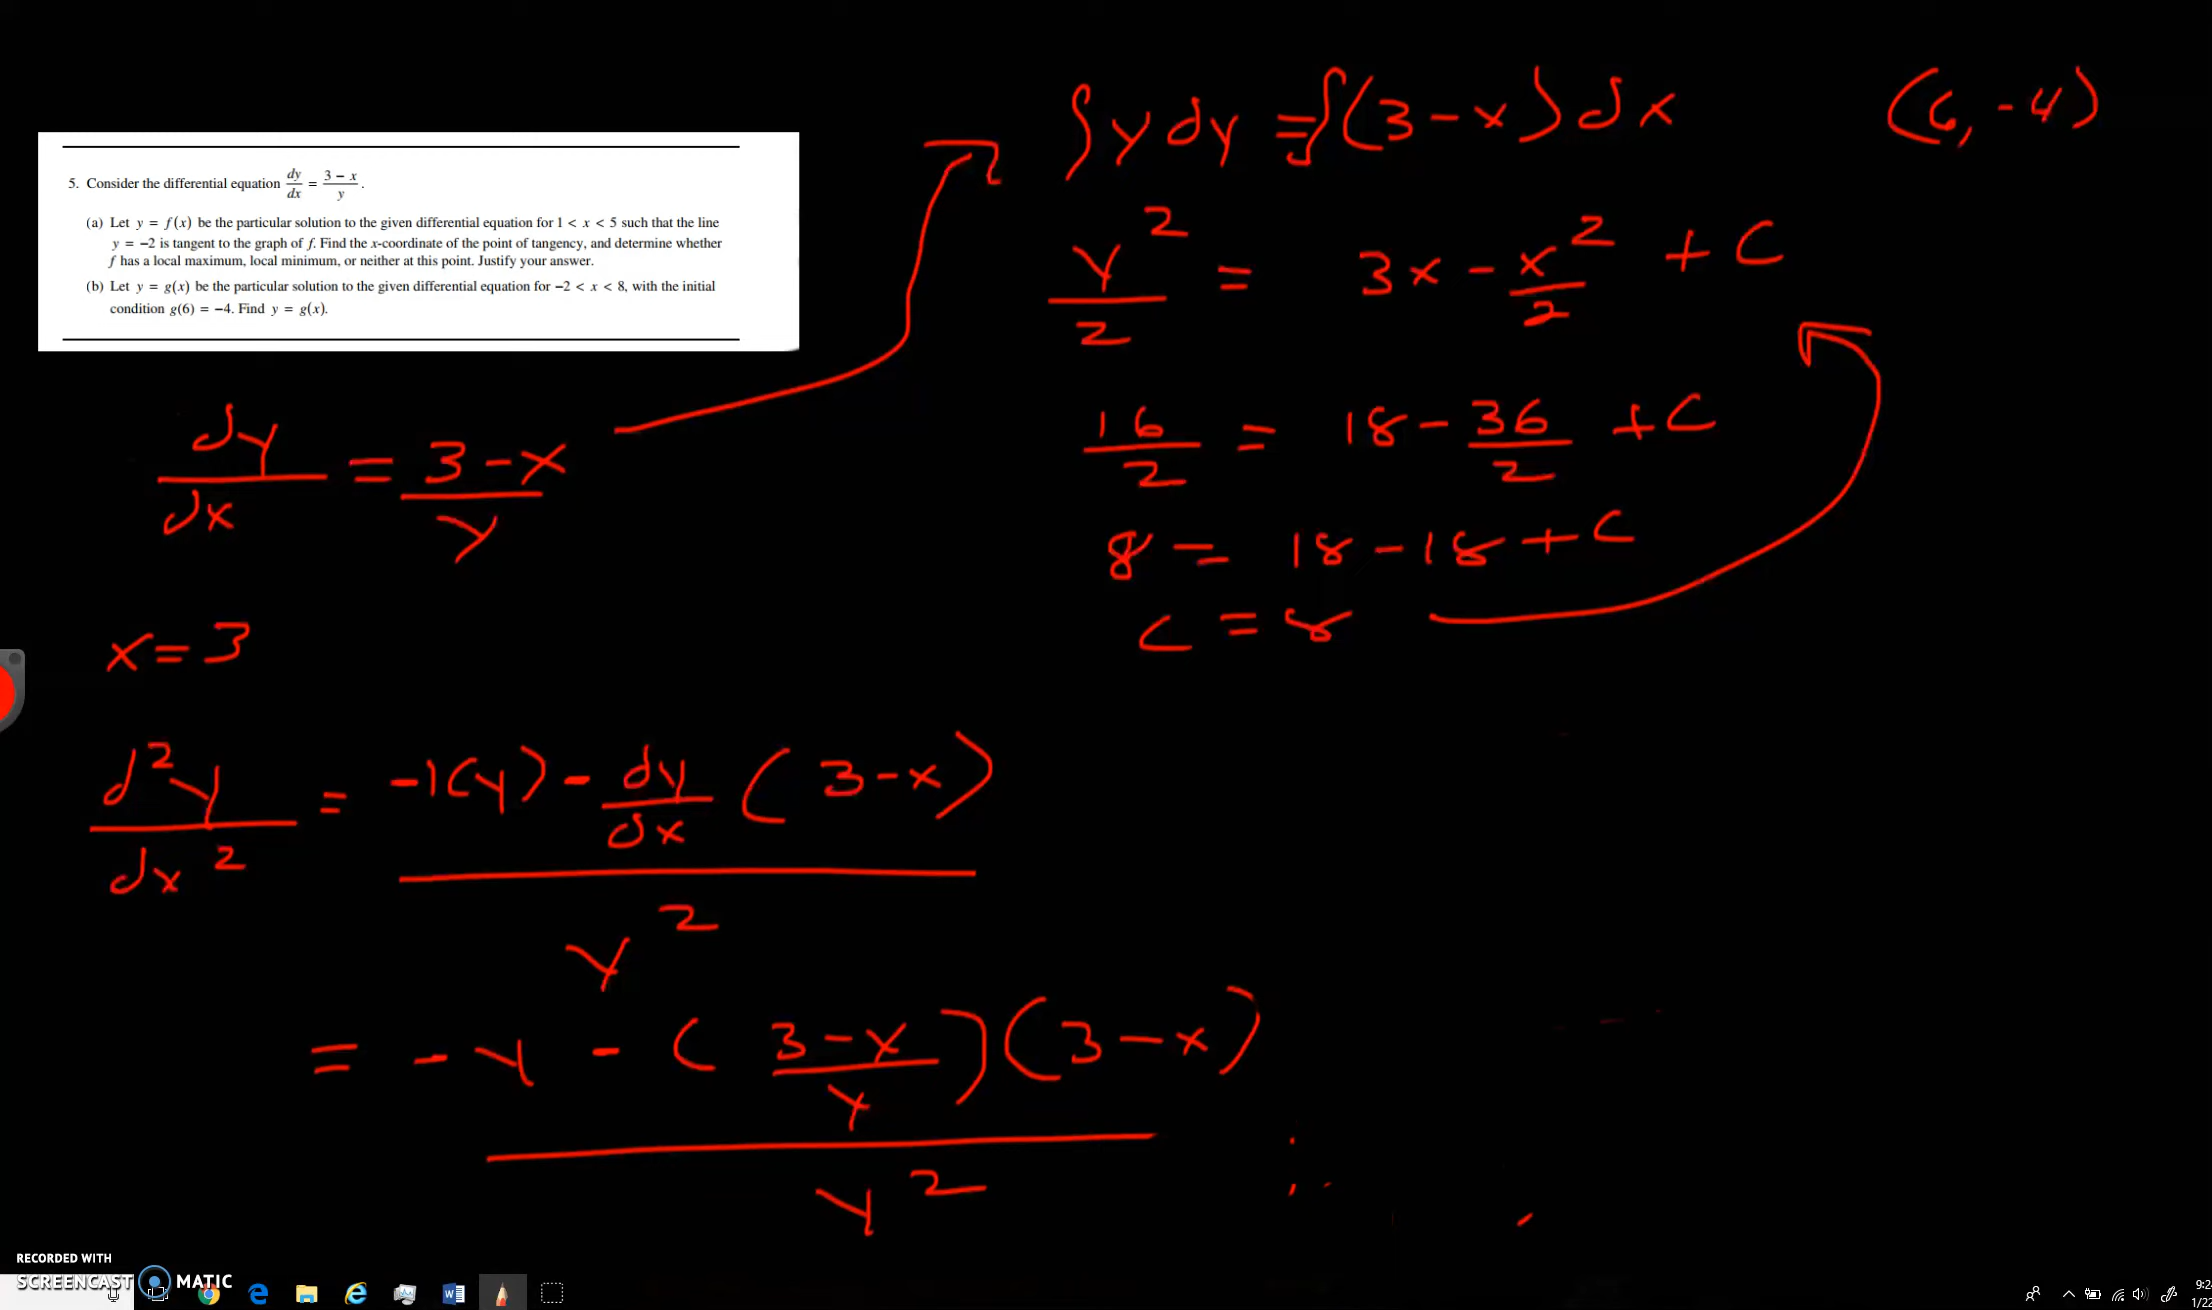 5. Consider the differential equation dy/dx = 3 − x / y.
(a) Let y = f(x) be the particular solution to the given differential equation for 1 < x < 5 such that the line
y = −2 is tangent to the graph of f. Find the x-coordinate of the point of tangency, and determine whether
f has a local maximum, local minimum, or neither at this point. Justify your answer.
(b) Let y = g(x) be the particular solution to the given differential equation for −2 < x < 8, with the initial
condition g(6) = −4. Find y = g(x).
dy/dx = 3-x/y
x = 3
d²y/dx² = -1(y) - dy/dx (3-x) / y²
= -y - (3-x/y)(3-x) / y²
∫y dy = ∫(3-x) dx
(6, -4)
y²/2 = 3x - x²/2 + C
16/2 = 18 - 36/2 + C
8 = 18 - 18 + C
C = 8
RECORDED WITH
SCREENCAST MATIC
9:2
1/22